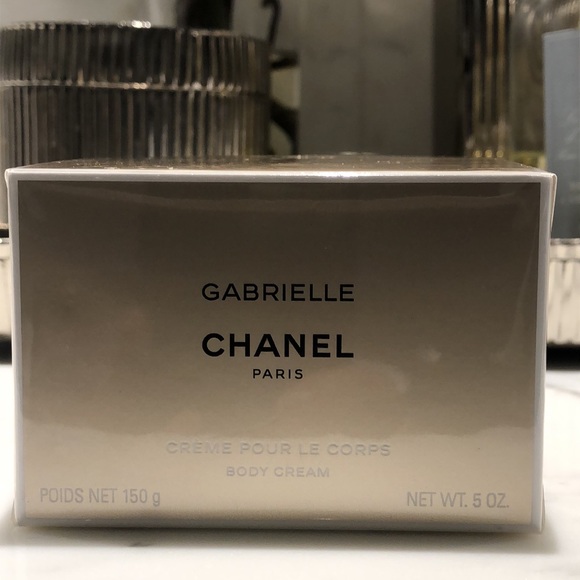 GABRIELLE
CHANEL
PARIS
CRÈME POUR LE CORPS
BODY CREAM
POIDS NET 150 g
NET WT. 5 OZ.